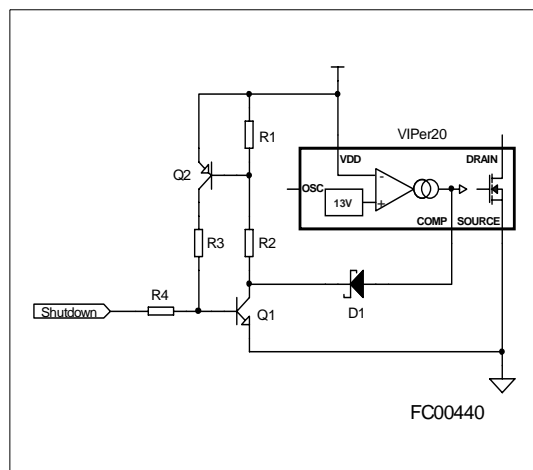 VIPer20
R1
VDD
DRAIN
Q2
OSC
-
13V
+
COMP
SOURCE
R3
R2
R4
D1
Shutdown
Q1
FC00440